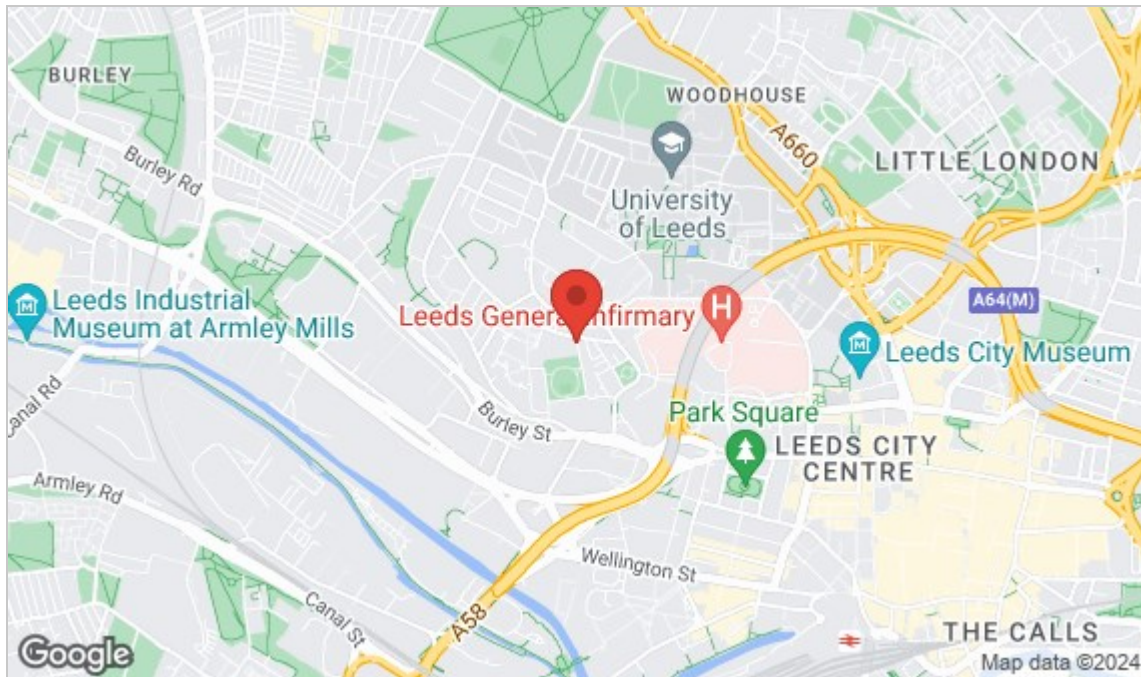 BURLEY
WOODHOUSE
A660
LITTLE LONDON
Burley Rd
University
of Leeds
A64(M)
Leeds Industrial
Museum at Armley Mills
Leeds General Infirmary
H
M
M
Leeds City Museum
Canal Rd
Park Square
Burley St
LEEDS CITY
CENTRE
Armley Rd
Wellington St
Canal St
A58
THE CALLS
Google
Map data ©2024